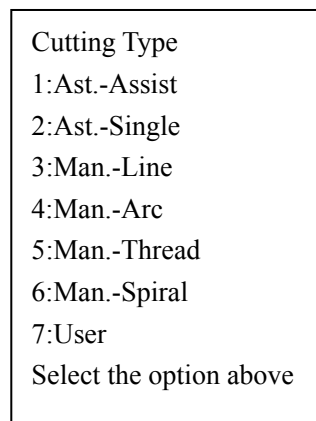 Cutting Type
1:Ast.-Assist
2:Ast.-Single
3:Man.-Line
4:Man.-Arc
5:Man.-Thread
6:Man.-Spiral
7:User
Select the option above